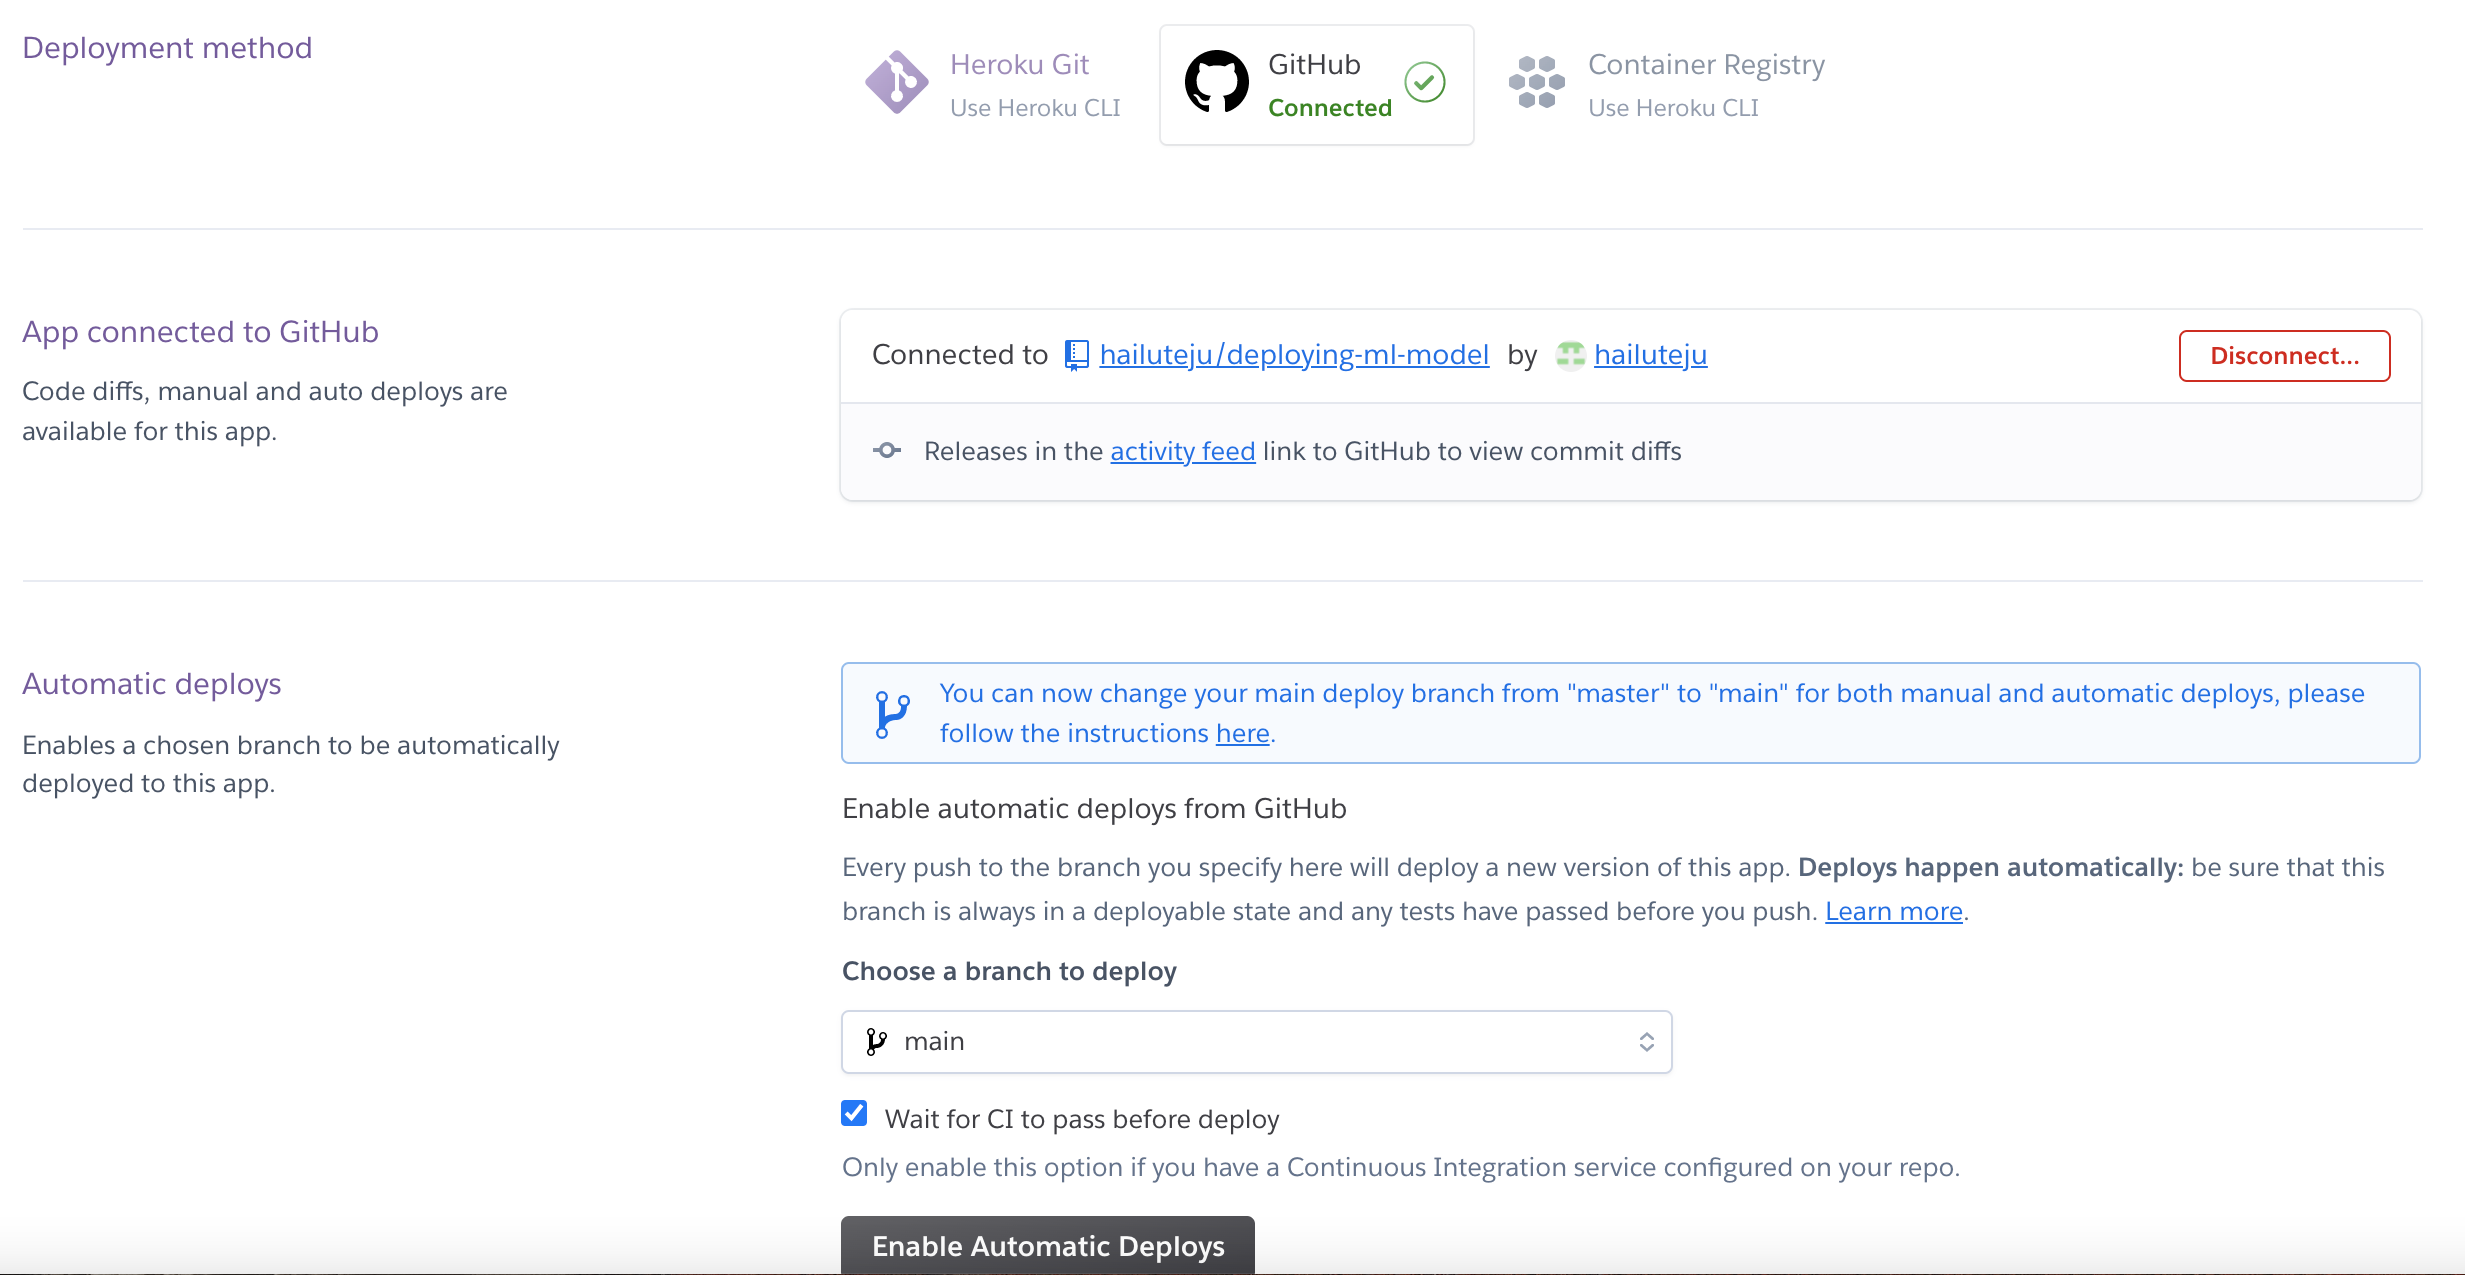 Deployment method
Heroku Git
Use Heroku CLI
GitHub
Connected
Container Registry
Use Heroku CLI
App connected to GitHub
Code diffs, manual and auto deploys are
available for this app.
Connected to hailuteju/deploying-ml-model by hailuteju
Disconnect...
Releases in the activity feed link to GitHub to view commit diffs
Automatic deploys
Enables a chosen branch to be automatically
deployed to this app.
You can now change your main deploy branch from "master" to "main" for both manual and automatic deploys, please
follow the instructions here.
Enable automatic deploys from GitHub
Every push to the branch you specify here will deploy a new version of this app. Deploys happen automatically: be sure that this
branch is always in a deployable state and any tests have passed before you push. Learn more.
Choose a branch to deploy
main
Wait for CI to pass before deploy
Only enable this option if you have a Continuous Integration service configured on your repo.
Enable Automatic Deploys